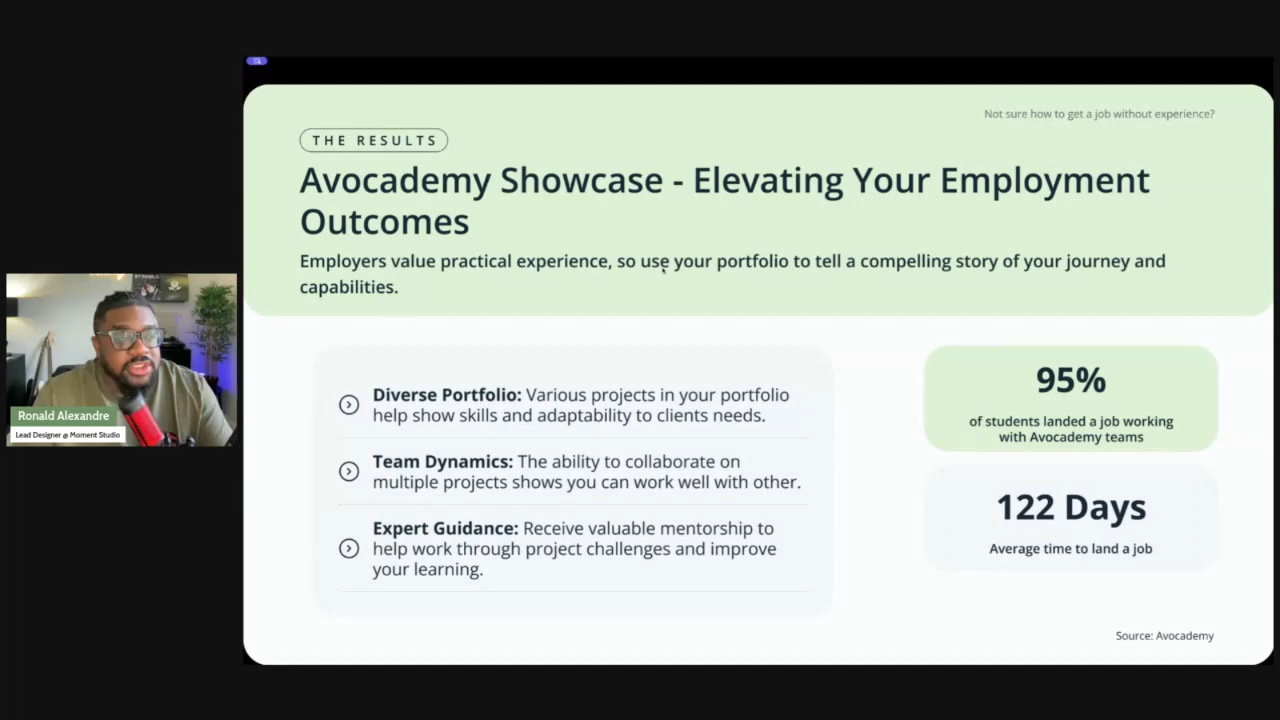 Not sure how to get a job without experience?
THE RESULTS
Avocademy Showcase - Elevating Your Employment
Outcomes
Employers value practical experience, so use your portfolio to tell a compelling story of your journey and
capabilities.
Diverse Portfolio: Various projects in your portfolio
help show skills and adaptability to clients needs.
Team Dynamics: The ability to collaborate on
multiple projects shows you can work well with other.
Expert Guidance: Receive valuable mentorship to
help work through project challenges and improve
your learning.
95%
of students landed a job working
with Avocademy teams
122 Days
Average time to land a job
Source: Avocademy
Ronald Alexandre
Lead Designer @ Moment Studio